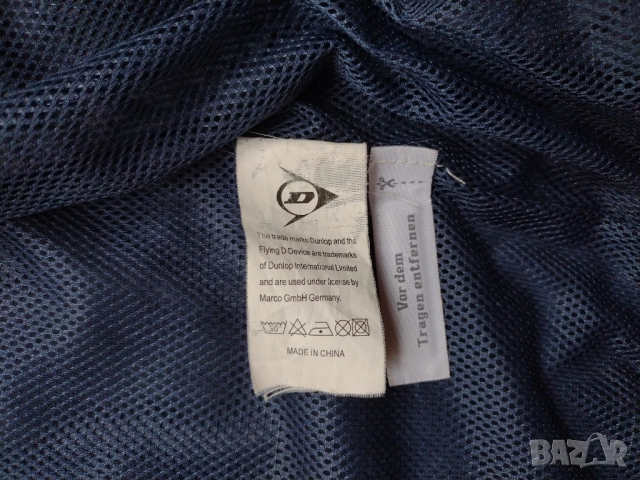 D
The trade marks Dunlop and the
Flying D Device are trademarks
of Dunlop International Limited
and are used under license by
Marco GmbH Germany.
30
MADE IN CHINA
Vor dem
Tragen entfernen
BAZAR